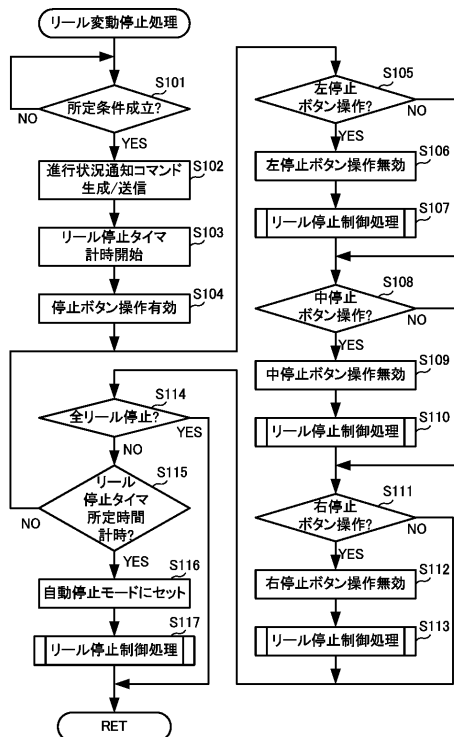 リール変動停止処理
S101
所定条件成立?
NO
YES
S102
進行状況通知コマンド
生成/送信
S103
リール停止タイマ
計時開始
S104
停止ボタン操作有効
S105
左停止
ボタン操作?
NO
YES
S106
左停止ボタン操作無効
S107
リール停止制御処理
S108
中停止
ボタン操作?
NO
YES
S109
中停止ボタン操作無効
S110
リール停止制御処理
S111
右停止
ボタン操作?
NO
YES
S112
右停止ボタン操作無効
S113
リール停止制御処理
S114
全リール停止?
YES
NO
S115
リール
停止タイマ
所定時間
計時?
NO
YES
S116
自動停止モードにセット
S117
リール停止制御処理
RET